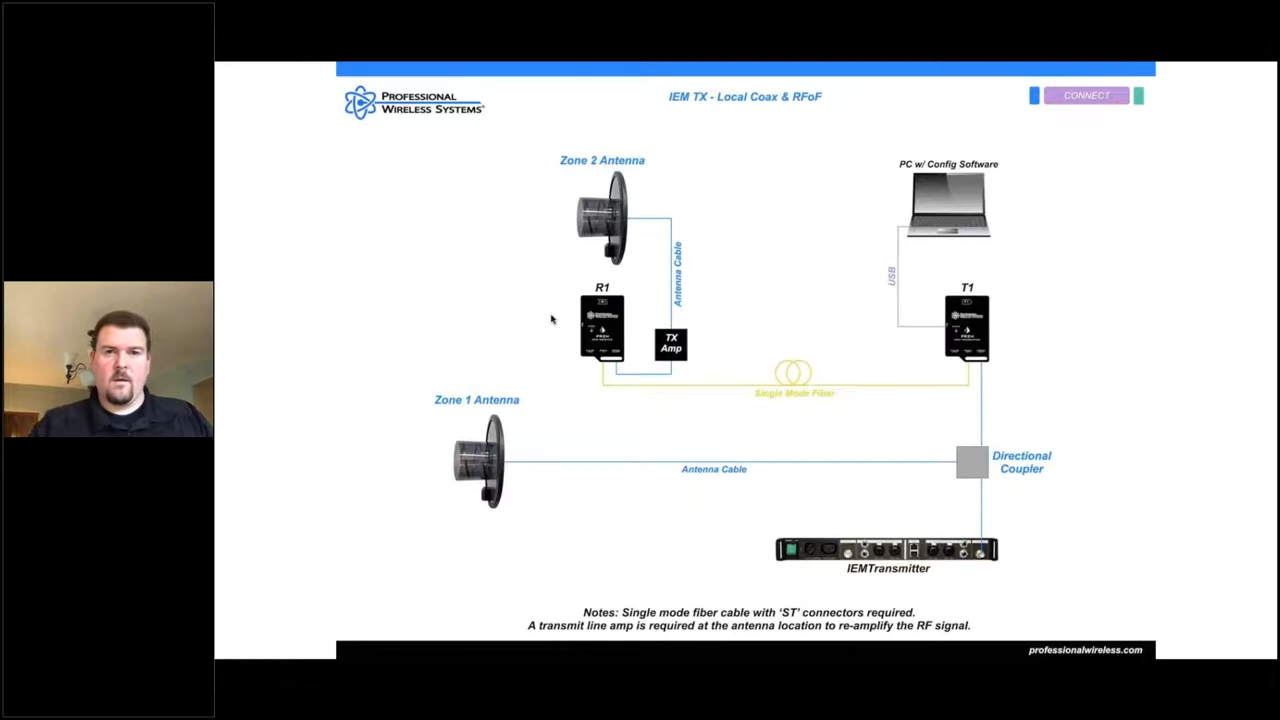 PROFESSIONAL
WIRELESS SYSTEMS
IEM TX - Local Coax & RFoF
CONNECT
Zone 2 Antenna
PC w/ Config Software
Antenna Cable
USB
R1
T1
TX
Amp
Single Mode Fiber
Zone 1 Antenna
Antenna Cable
Directional
Coupler
IEMTransmitter
Notes: Single mode fiber cable with 'ST' connectors required.
A transmit line amp is required at the antenna location to re-amplify the RF signal.
professionalwireless.com